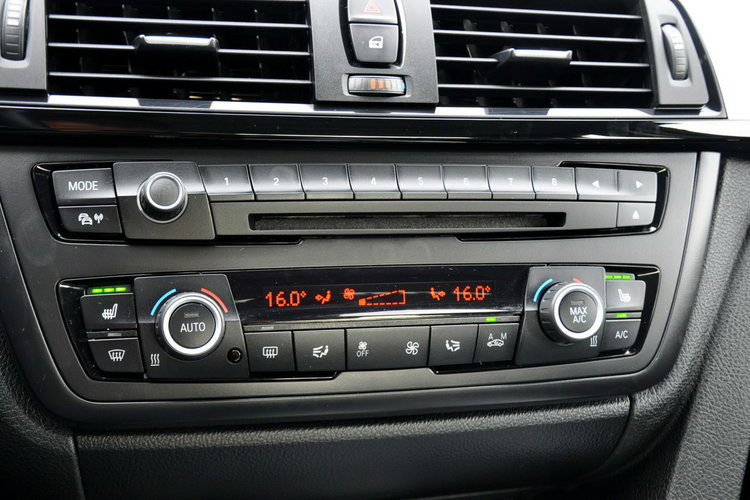 MODE 1 2 3 4 5 6 7 8
16.0° 16.0°
AUTO MAX A/C
OFF A M A/C